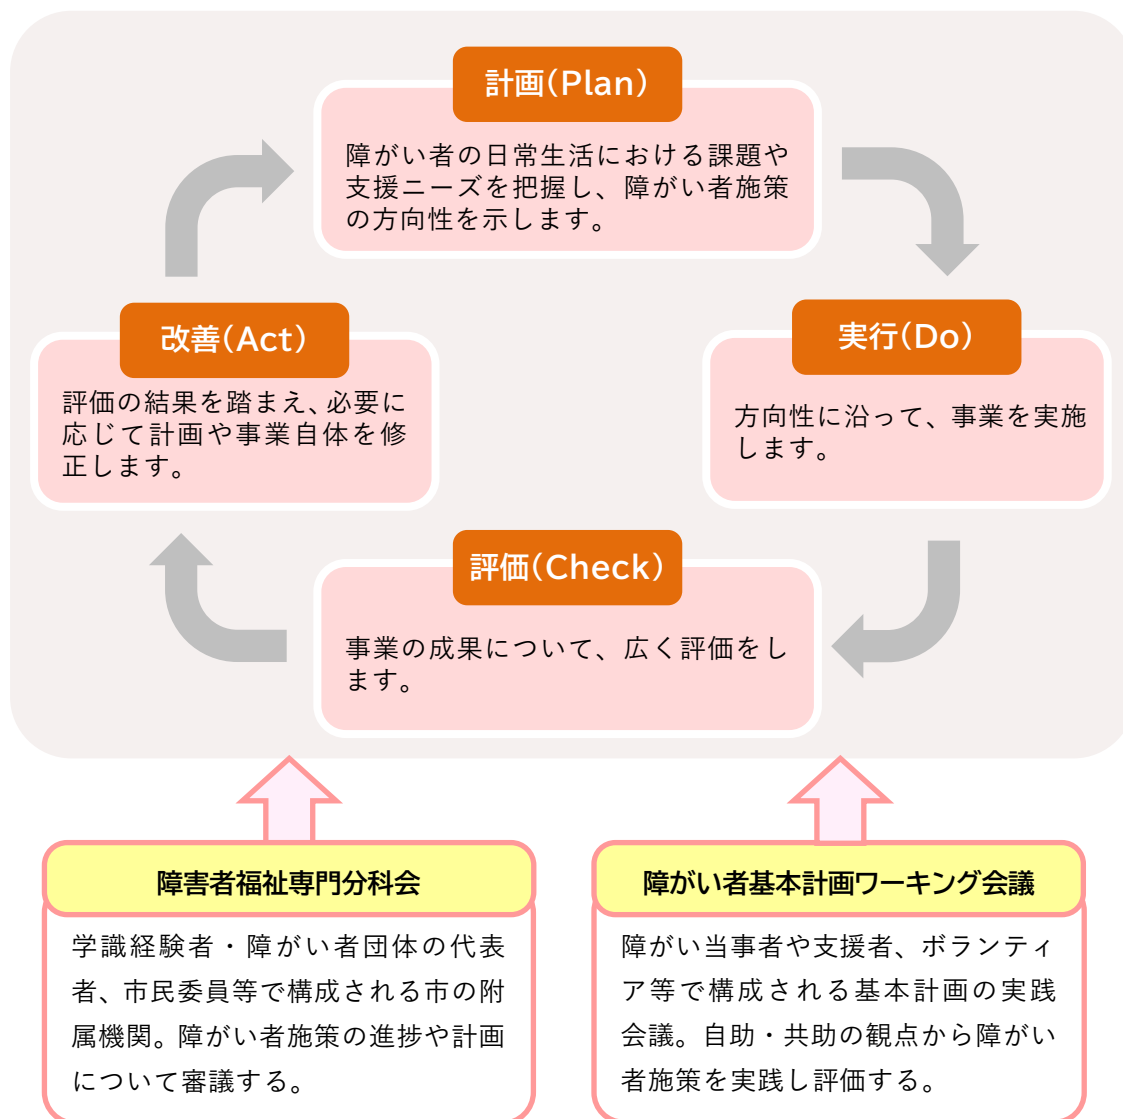 計画(Plan)
障がい者の日常生活における課題や
支援ニーズを把握し、障がい者施策
の方向性を示します。
改善(Act)
評価の結果を踏まえ、必要に
応じて計画や事業自体を修
正します。
実行(Do)
方向性に沿って、事業を実施
します。
評価(Check)
事業の成果について、広く評価をし
ます。
障害者福祉専門分科会
学識経験者・障がい者団体の代表
者、市民委員等で構成される市の附
属機関。障がい者施策の進捗や計画
について審議する。
障がい者基本計画ワーキング会議
障がい当事者や支援者、ボランティ
ア等で構成される基本計画の実践
会議。自助・共助の観点から障がい
者施策を実践し評価する。